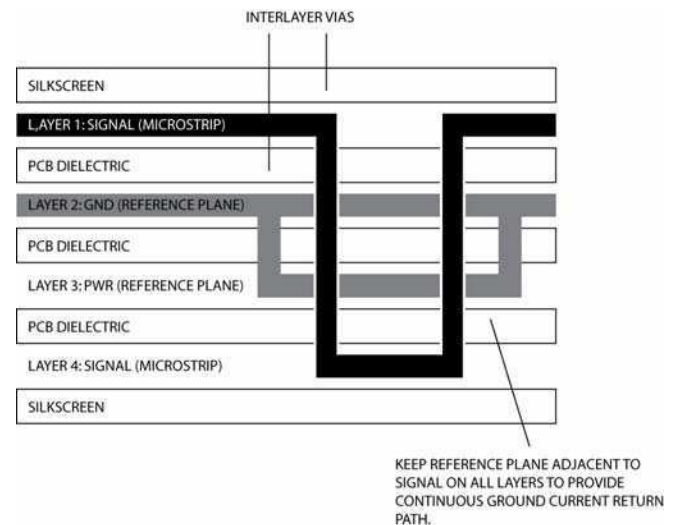 INTERLAYER VIAS
SILKSCREEN
L,AYER 1: SIGNAL (MICROSTRIP)
PCB DIELECTRIC
LAYER 2: GND (REFERENCE PLANE)
PCB DIELECTRIC
LAYER 3: PWR (REFERENCE PLANE)
PCB DIELECTRIC
LAYER 4: SIGNAL (MICROSTRIP)
SILKSCREEN
KEEP REFERENCE PLANE ADJACENT TO
SIGNAL ON ALL LAYERS TO PROVIDE
CONTINUOUS GROUND CURRENT RETURN
PATH.